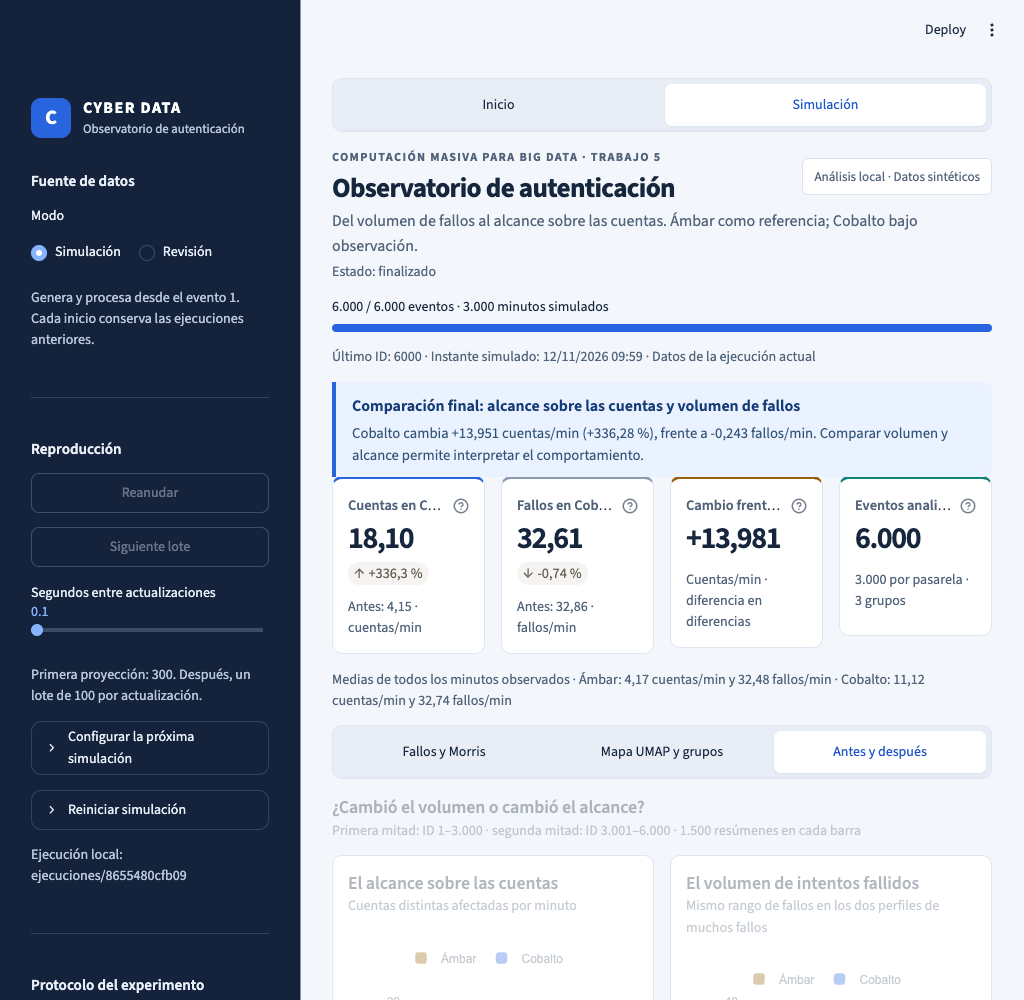 Deploy
C
CYBER DATA
Observatorio de autenticación
Fuente de datos
Modo
Simulación
Revisión
Genera y procesa desde el evento 1.
Cada inicio conserva las ejecuciones
anteriores.
Reproducción
Reanudar
Siguiente lote
Segundos entre actualizaciones
0.1
Primera proyección: 300. Después, un
lote de 100 por actualización.
Configurar la próxima
simulación
Reiniciar simulación
Ejecución local:
ejecuciones/8655480cfb09
Protocolo del experimento
Inicio
Simulación
COMPUTACIÓN MASIVA PARA BIG DATA · TRABAJO 5
Observatorio de autenticación
Análisis local · Datos sintéticos
Del volumen de fallos al alcance sobre las cuentas. Ámbar como referencia; Cobalto bajo
observación.
Estado: finalizado
6.000 / 6.000 eventos · 3.000 minutos simulados
Último ID: 6000 · Instante simulado: 12/11/2026 09:59 · Datos de la ejecución actual
Comparación final: alcance sobre las cuentas y volumen de fallos
Cobalto cambia +13,951 cuentas/min (+336,28 %), frente a -0,243 fallos/min. Comparar volumen y
alcance permite interpretar el comportamiento.
Cuentas en C...
18,10
↑ +336,3 %
Antes: 4,15 ·
cuentas/min
Fallos en Cob...
32,61
↓ -0,74 %
Antes: 32,86 ·
fallos/min
Cambio frent...
+13,981
Cuentas/min ·
diferencia en
diferencias
Eventos anali...
6.000
3.000 por pasarela ·
3 grupos
Medias de todos los minutos observados · Ámbar: 4,17 cuentas/min y 32,48 fallos/min · Cobalto: 11,12
cuentas/min y 32,74 fallos/min
Fallos y Morris
Mapa UMAP y grupos
Antes y después
¿Cambió el volumen o cambió el alcance?
Primera mitad: ID 1–3.000 · segunda mitad: ID 3.001–6.000 · 1.500 resúmenes en cada barra
El alcance sobre las cuentas
Cuentas distintas afectadas por minuto
Ámbar
Cobalto
El volumen de intentos fallidos
Mismo rango de fallos en los dos perfiles de
muchos fallos
Ámbar
Cobalto